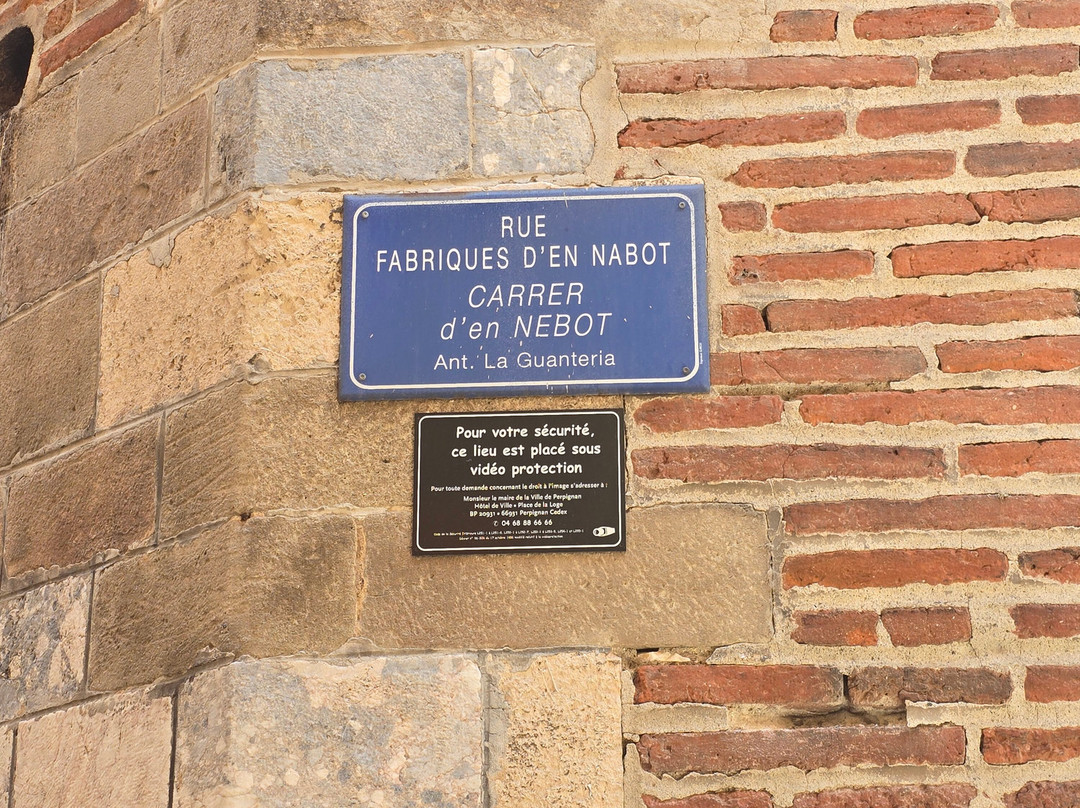 RUE
FABRIQUES D'EN NABOT
CARRER
d'en NEBOT
Ant. La Guanteria
Pour votre sécurité,
ce lieu est placé sous
vidéo protection
Pour toute demande concernant le droit à l'image s'adresser à :
Monsieur le maire de la Ville de Perpignan
Hôtel de Ville • Place de la Loge
BP 20931 • 66931 Perpignan Cedex
✆ 04 68 88 66 66